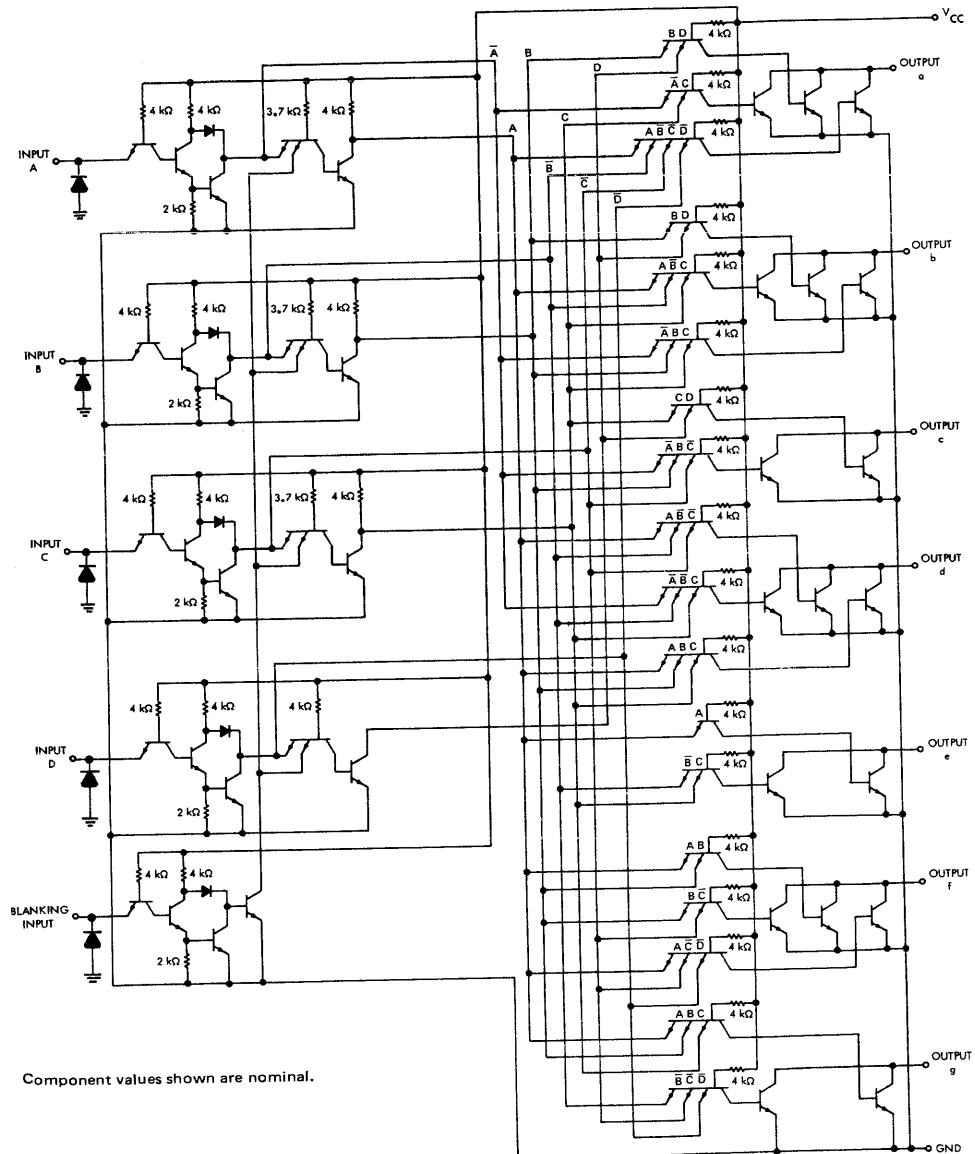 V CC
4 kΩ
B D
A̅
B
D
4 kΩ
A̅ C
OUTPUT
a
4 kΩ
4 kΩ
3.7 kΩ
4 kΩ
C
A
4 kΩ
A B̅ C̅ D̅
INPUT
A
B̅
C̅
D̅
2 kΩ
4 kΩ
B D
OUTPUT
b
4 kΩ
A B̅ C
4 kΩ
4 kΩ
3.7 kΩ
4 kΩ
4 kΩ
A̅ B C
INPUT
B
2 kΩ
4 kΩ
C D
OUTPUT
c
4 kΩ
A̅ B C̅
4 kΩ
4 kΩ
3.7 kΩ
4 kΩ
4 kΩ
A B̅ C̅
INPUT
C
OUTPUT
d
4 kΩ
A̅ B̅ C
2 kΩ
4 kΩ
A B C
4 kΩ
4 kΩ
4 kΩ
4 kΩ
A
INPUT
D
4 kΩ
B̅ C
OUTPUT
e
2 kΩ
4 kΩ
A B
4 kΩ
4 kΩ
OUTPUT
f
4 kΩ
B C̅
BLANKING
INPUT
4 kΩ
A C̅ D̅
2 kΩ
4 kΩ
A B C
OUTPUT
g
4 kΩ
B̅ C̅ D̅
Component values shown are nominal.
GND